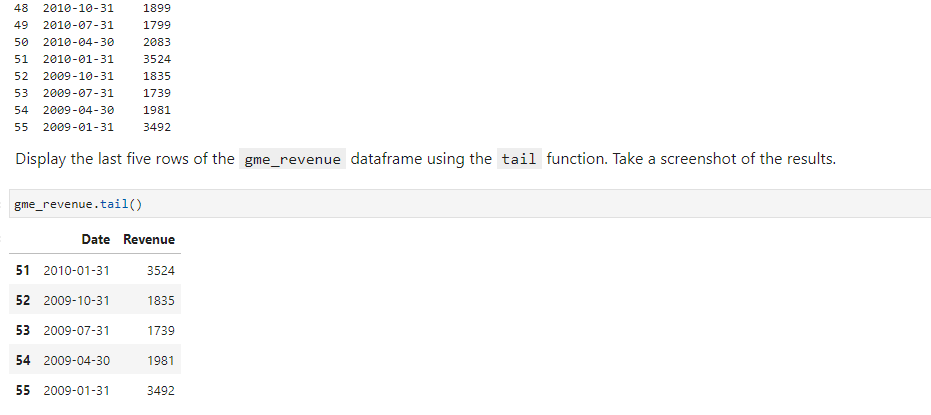 48 2010-10-31 1899
49 2010-07-31 1799
50 2010-04-30 2083
51 2010-01-31 3524
52 2009-10-31 1835
53 2009-07-31 1739
54 2009-04-30 1981
55 2009-01-31 3492
Display the last five rows of the gme_revenue dataframe using the tail function. Take a screenshot of the results.
gme_revenue.tail()
Date Revenue
51 2010-01-31 3524
52 2009-10-31 1835
53 2009-07-31 1739
54 2009-04-30 1981
55 2009-01-31 3492